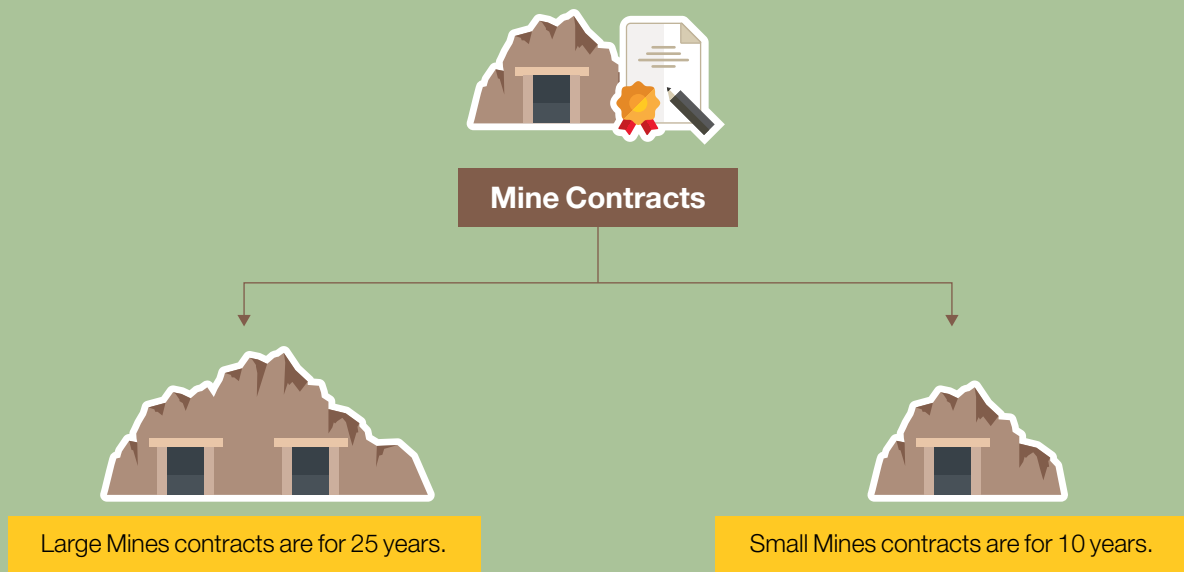 Mine Contracts
Large Mines contracts are for 25 years.
Small Mines contracts are for 10 years.